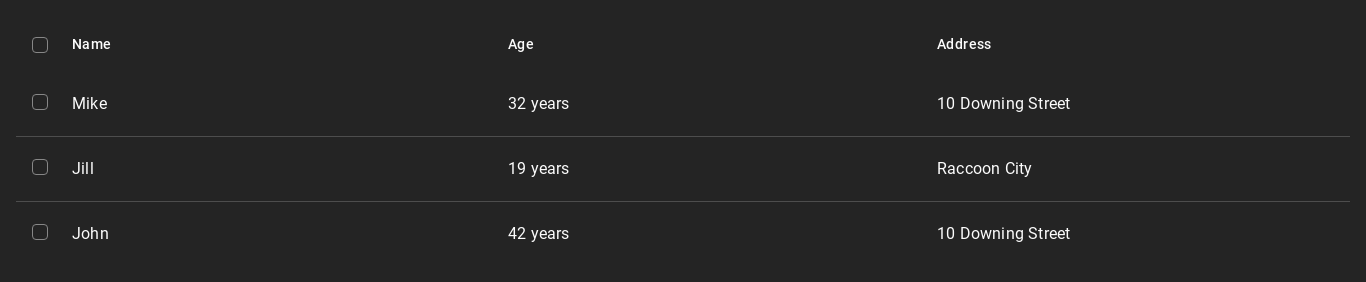 Name Age Address
Mike 32 years 10 Downing Street
Jill 19 years Raccoon City
John 42 years 10 Downing Street